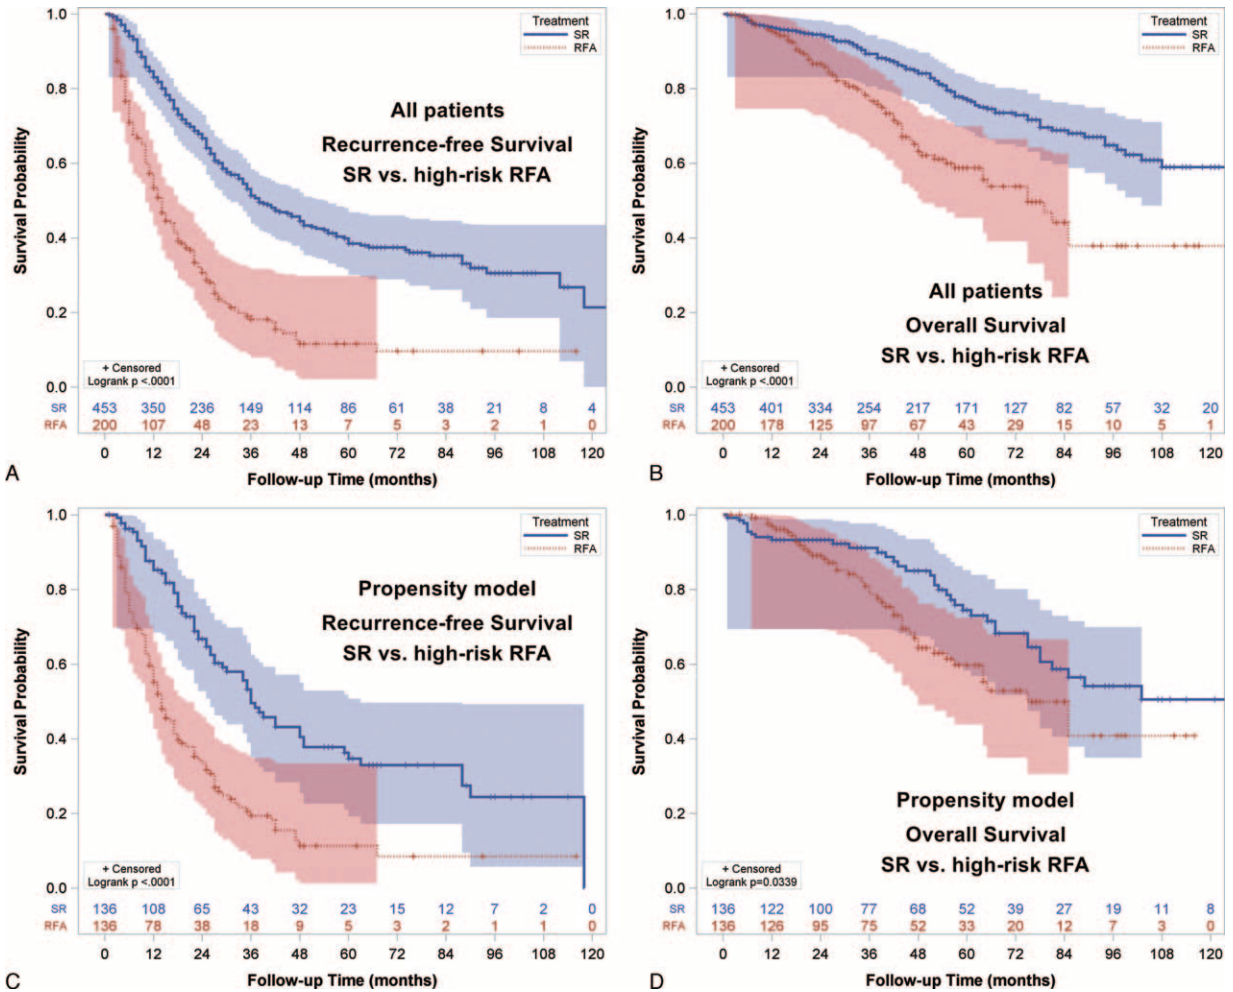 1.0
0.8
0.6
0.4
0.2
0.0
Survival Probability
Treatment
SR
RFA
All patients
Recurrence-free Survival
SR vs. high-risk RFA
+ Censored
Logrank p <.0001
SR 453 350 236 149 114 86 61 38 21 8 4
RFA 200 107 48 23 13 7 5 3 2 1 0
0 12 24 36 48 60 72 84 96 108 120
Follow-up Time (months)
A
1.0
0.8
0.6
0.4
0.2
0.0
Survival Probability
Treatment
SR
RFA
All patients
Overall Survival
SR vs. high-risk RFA
+ Censored
Logrank p <.0001
SR 453 401 334 254 217 171 127 82 57 32 20
RFA 200 178 125 97 67 43 29 15 10 5 1
0 12 24 36 48 60 72 84 96 108 120
Follow-up Time (months)
B
1.0
0.8
0.6
0.4
0.2
0.0
Survival Probability
Treatment
SR
RFA
Propensity model
Recurrence-free Survival
SR vs. high-risk RFA
+ Censored
Logrank p <.0001
SR 136 108 65 43 32 23 15 12 7 2 0
RFA 136 78 38 18 9 5 3 2 1 1 0
0 12 24 36 48 60 72 84 96 108 120
Follow-up Time (months)
C
1.0
0.8
0.6
0.4
0.2
0.0
Survival Probability
Treatment
SR
RFA
Propensity model
Overall Survival
SR vs. high-risk RFA
+ Censored
Logrank p=0.0339
SR 136 122 100 77 68 52 39 27 19 11 8
RFA 136 126 95 75 52 33 20 12 7 3 0
0 12 24 36 48 60 72 84 96 108 120
Follow-up Time (months)
D